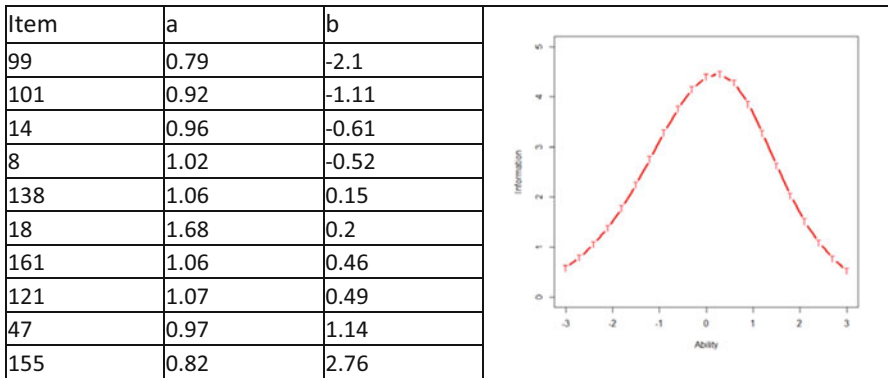 Item a b
99 0.79 -2.1
101 0.92 -1.11
14 0.96 -0.61
8 1.02 -0.52
138 1.06 0.15
18 1.68 0.2
161 1.06 0.46
121 1.07 0.49
47 0.97 1.14
155 0.82 2.76
Information
5
4
3
2
1
0
-3 -2 -1 0 1 2 3
Ability